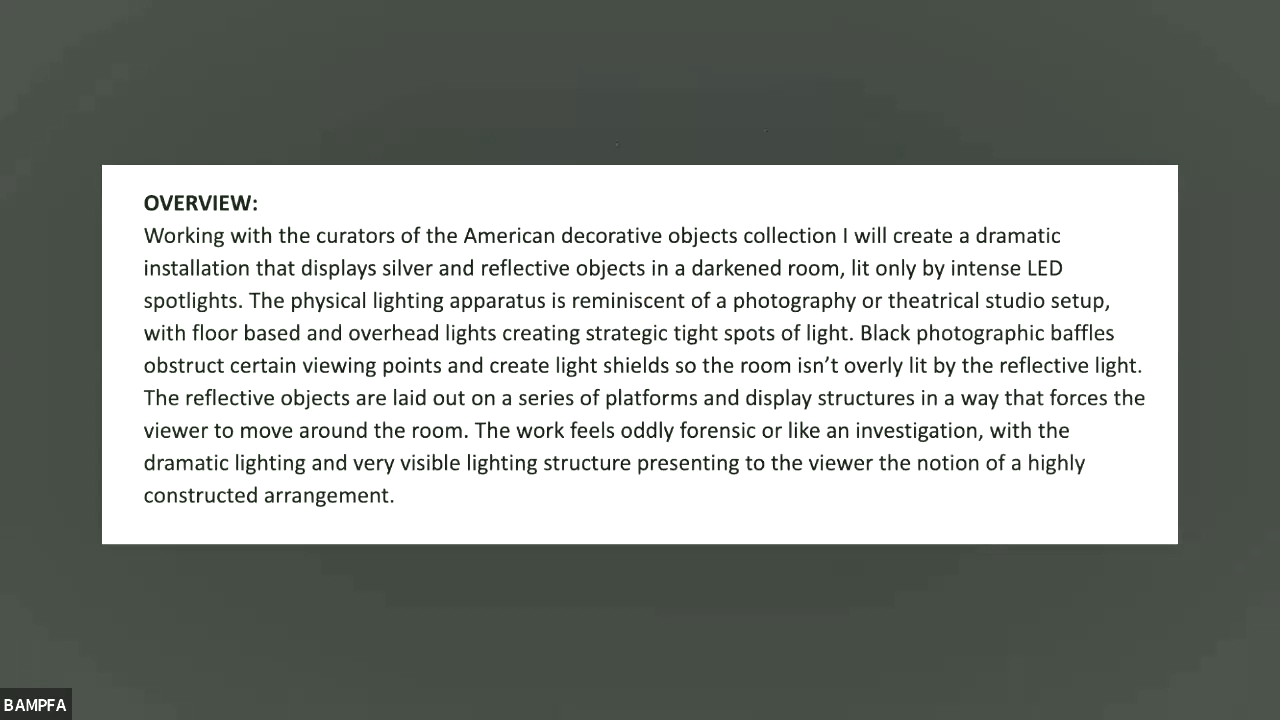 OVERVIEW:
Working with the curators of the American decorative objects collection I will create a dramatic
installation that displays silver and reflective objects in a darkened room, lit only by intense LED
spotlights. The physical lighting apparatus is reminiscent of a photography or theatrical studio setup,
with floor based and overhead lights creating strategic tight spots of light. Black photographic baffles
obstruct certain viewing points and create light shields so the room isn’t overly lit by the reflective light.
The reflective objects are laid out on a series of platforms and display structures in a way that forces the
viewer to move around the room. The work feels oddly forensic or like an investigation, with the
dramatic lighting and very visible lighting structure presenting to the viewer the notion of a highly
constructed arrangement.
BAMPFA